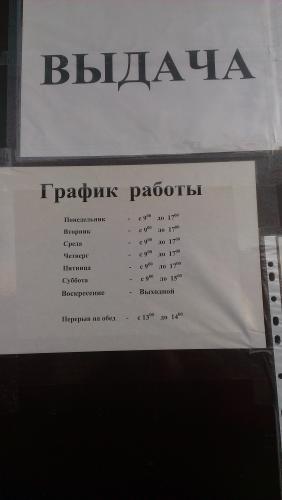 ВЫДАЧА
График работы
Понедельник - с 9⁰⁰ до 17⁰⁰
Вторник - с 9⁰⁰ до 17⁰⁰
Среда - с 9⁰⁰ до 17⁰⁰
Четверг - с 9⁰⁰ до 17⁰⁰
Пятница - с 9⁰⁰ до 17⁰⁰
Суббота - с 8⁰⁰ до 15⁰⁰
Воскресение - Выходной
Перерыв на обед - с 13⁰⁰ до 14⁰⁰